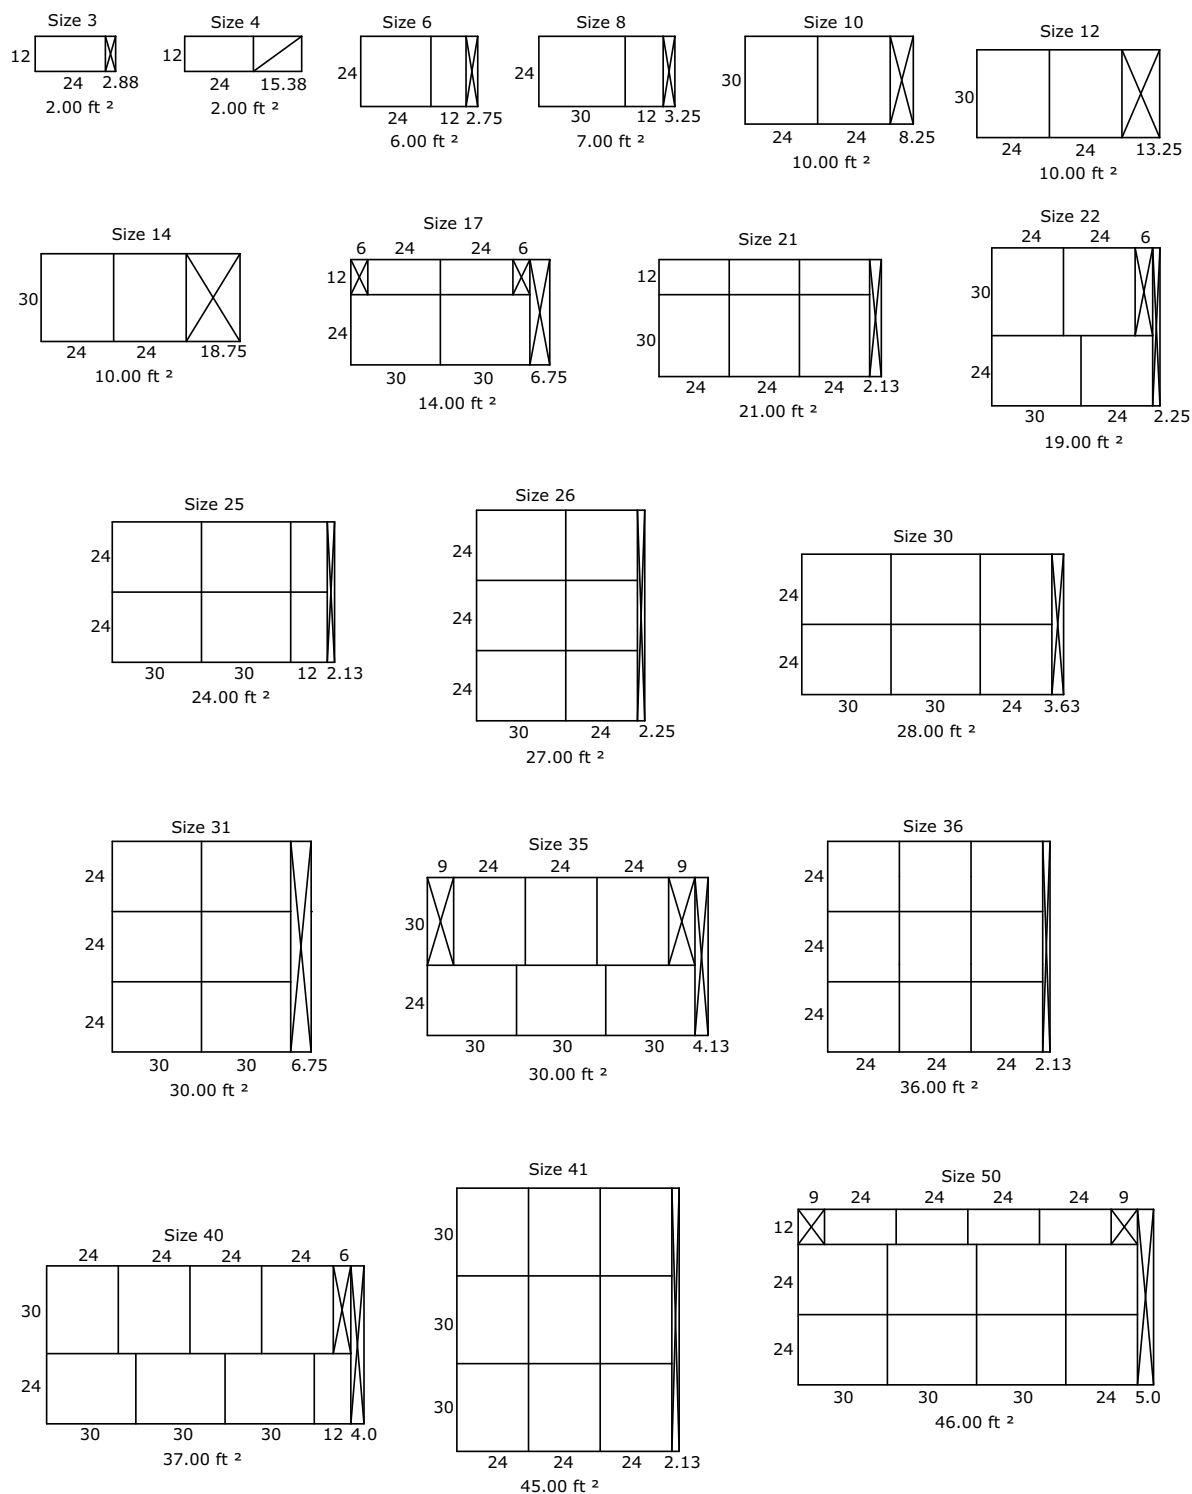 Size 3
12
24 2.88
2.00 ft ²
Size 4
12
24 15.38
2.00 ft ²
Size 6
24
24 12 2.75
6.00 ft ²
Size 8
24
30 12 3.25
7.00 ft ²
Size 10
30
24 24 8.25
10.00 ft ²
Size 12
30
24 24 13.25
10.00 ft ²
Size 14
30
24 24 18.75
10.00 ft ²
Size 17
6 24 24 6
12
24
30 30 6.75
14.00 ft ²
Size 21
12
30
24 24 24 2.13
21.00 ft ²
Size 22
24 24 6
30
24
30 24 2.25
19.00 ft ²
Size 25
24
24
30 30 12 2.13
24.00 ft ²
Size 26
24
24
24
30 24 2.25
27.00 ft ²
Size 30
24
24
30 30 24 3.63
28.00 ft ²
Size 31
24
24
24
30 30 6.75
30.00 ft ²
Size 35
9 24 24 24 9
30
24
30 30 30 4.13
30.00 ft ²
Size 36
24
24
24
24 24 24 2.13
36.00 ft ²
Size 40
24 24 24 24 6
30
24
30 30 30 12 4.0
37.00 ft ²
Size 41
30
30
30
24 24 24 2.13
45.00 ft ²
Size 50
9 24 24 24 24 9
12
24
24
30 30 30 24 5.0
46.00 ft ²